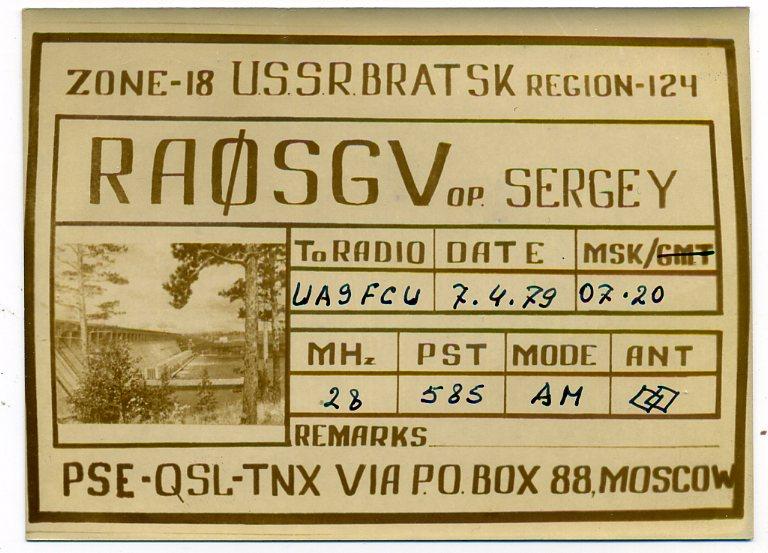 ZONE-18 U.S.S.R. BRATSK REGION-124
RAØSGV OP. SERGEY
To RADIO DATE MSK/GMT
UA9FCU 7.4.79 07.20
MHz PST MODE ANT
28 585 AM
REMARKS
PSE-QSL-TNX VIA P.O. BOX 88, MOSCOW